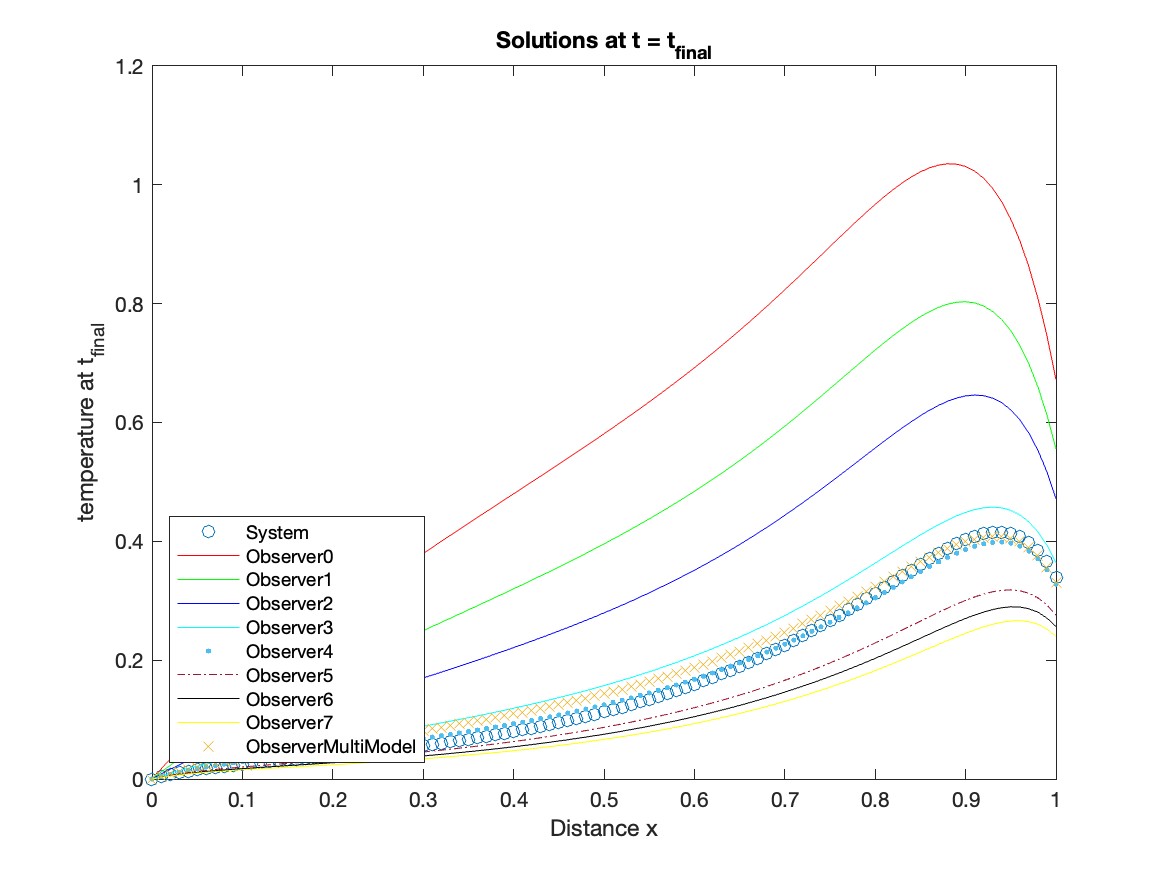 Solutions at t = t_final
1.2
1
0.8
0.6
0.4
0.2
0
temperature at t_final
System
Observer0
Observer1
Observer2
Observer3
Observer4
Observer5
Observer6
Observer7
ObserverMultiModel
0 0.1 0.2 0.3 0.4 0.5 0.6 0.7 0.8 0.9 1
Distance x